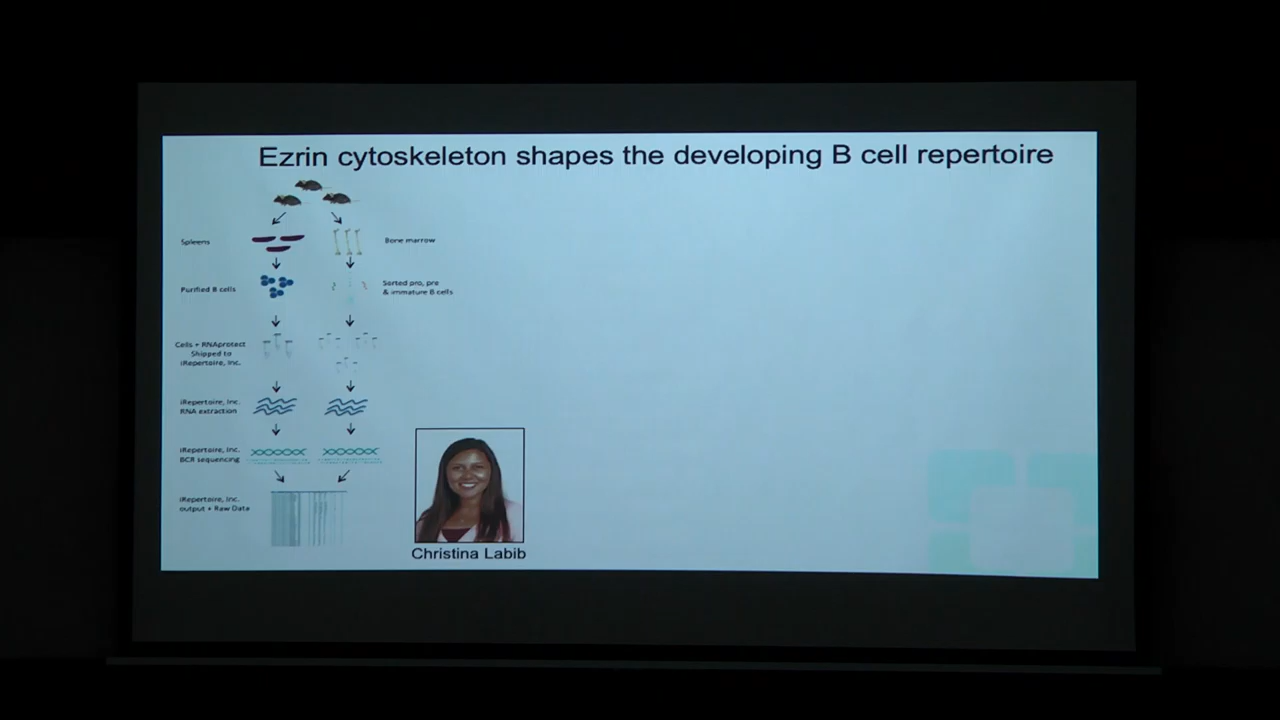 Ezrin cytoskeleton shapes the developing B cell repertoire
Spleens
Bone marrow
Purified B cells
Sorted pro, pre
& immature B cells
Cells + RNAprotect
Shipped to
iRepertoire, Inc.
iRepertoire, Inc.
RNA extraction
iRepertoire, Inc.
BCR sequencing
iRepertoire, Inc.
output + Raw Data
Christina Labib